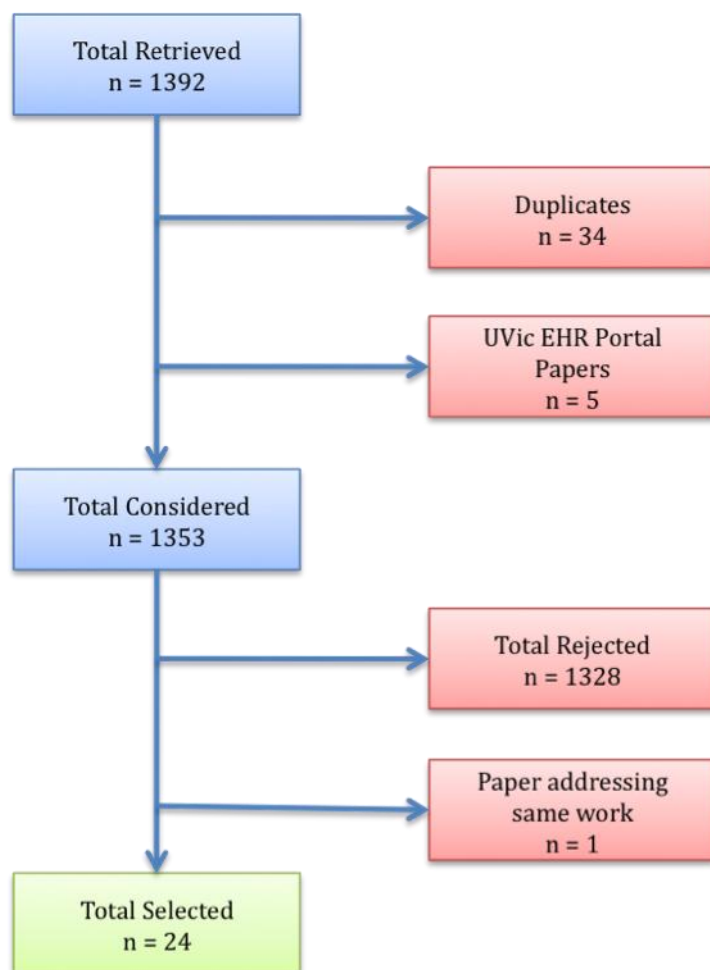 Total Retrieved
n = 1392
Duplicates
n = 34
UVic EHR Portal
Papers
n = 5
Total Considered
n = 1353
Total Rejected
n = 1328
Paper addressing
same work
n = 1
Total Selected
n = 24